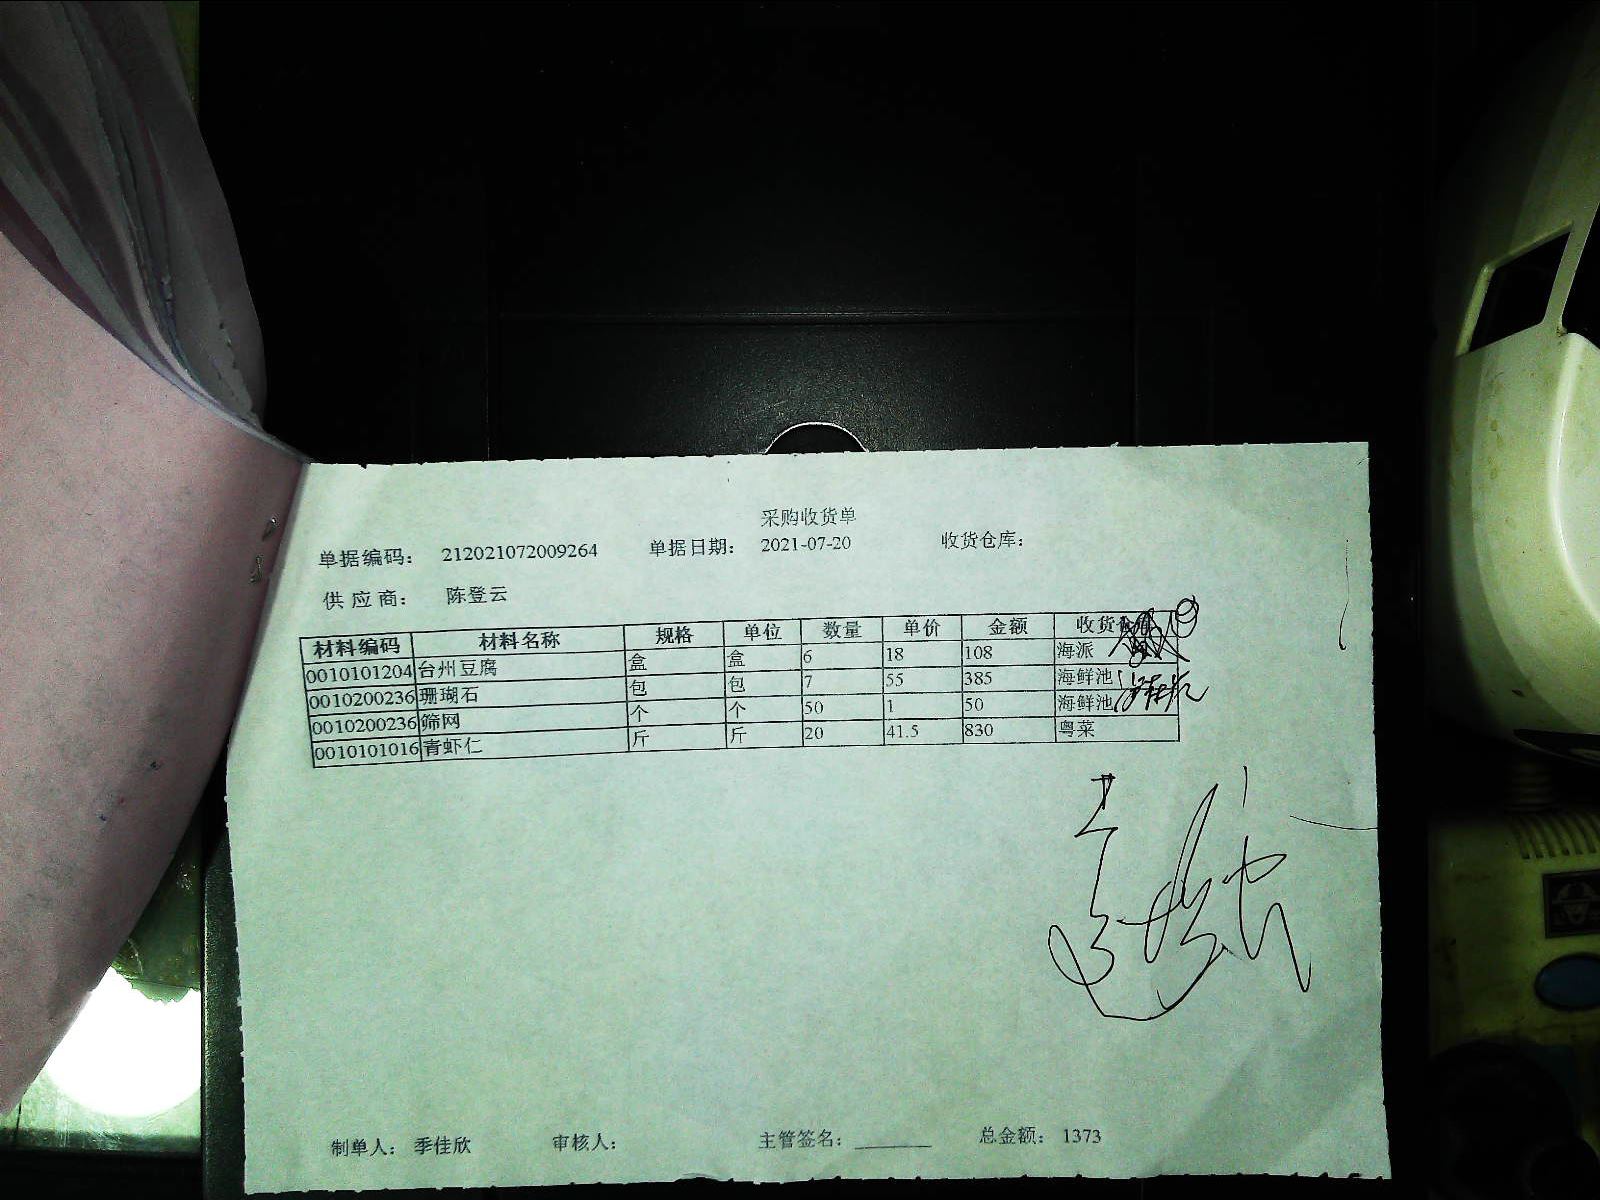 采购收货单
单据编码： 212021072009264 单据日期： 2021-07-20 收货仓库：
供 应 商： 陈登云
材料编码 材料名称 规格 单位 数量 单价 金额 收货
0010101204 台州豆腐 盒 盒 6 18 108 海派
0010200236 珊瑚石 包 包 7 55 385 海鲜池
0010200236 筛网 个 个 50 1 50 海鲜池
0010101016 青虾仁 斤 斤 20 41.5 830 粤菜
制单人： 季佳欣 审核人： 主管签名： 总金额： 1373